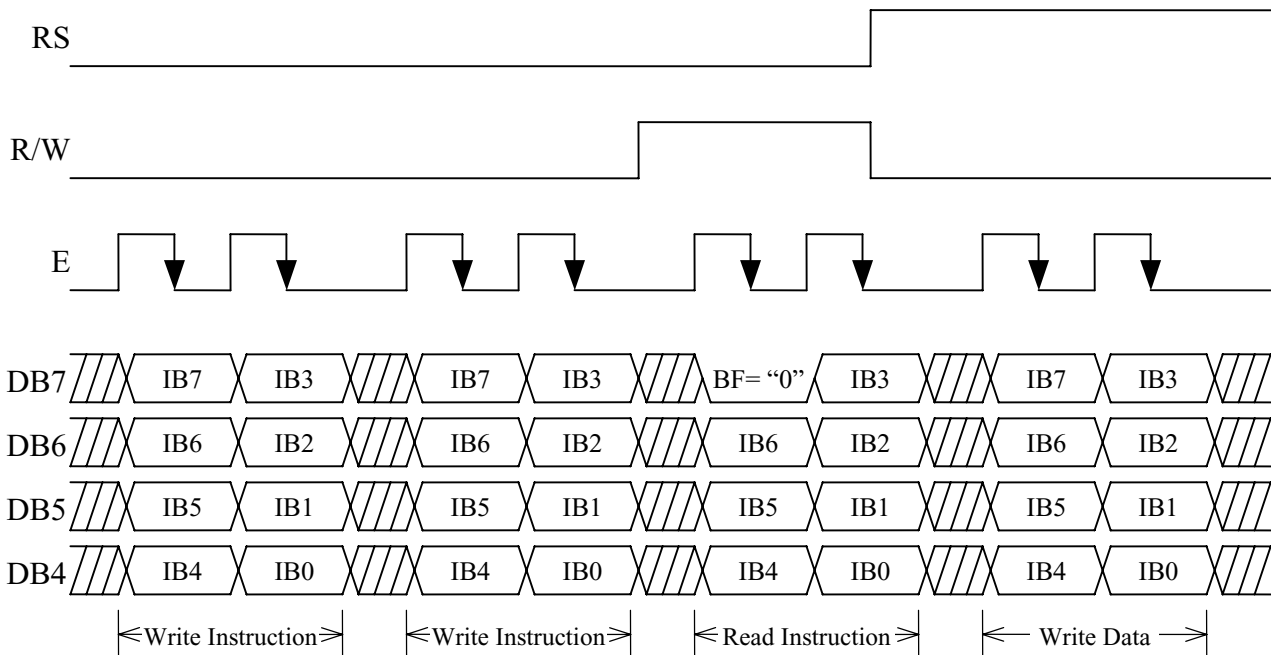 RS
R/W
E
DB7 IB7 IB3 IB7 IB3 BF= “0” IB3 IB7 IB3
DB6 IB6 IB2 IB6 IB2 IB6 IB2 IB6 IB2
DB5 IB5 IB1 IB5 IB1 IB5 IB1 IB5 IB1
DB4 IB4 IB0 IB4 IB0 IB4 IB0 IB4 IB0
Write Instruction Write Instruction Read Instruction Write Data